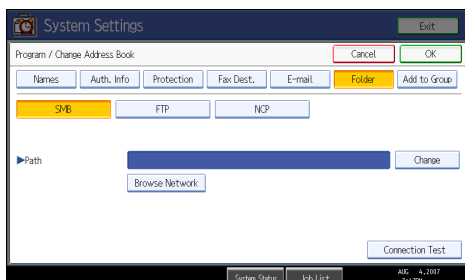 System Settings
Exit
Program / Change Address Book
Cancel
OK
Names
Auth. Info
Protection
Fax Dest.
E-mail
Folder
Add to Group
SMB
FTP
NCP
▶Path
Change
Browse Network
Connection Test
System Status
Job List
AUG 4,2007